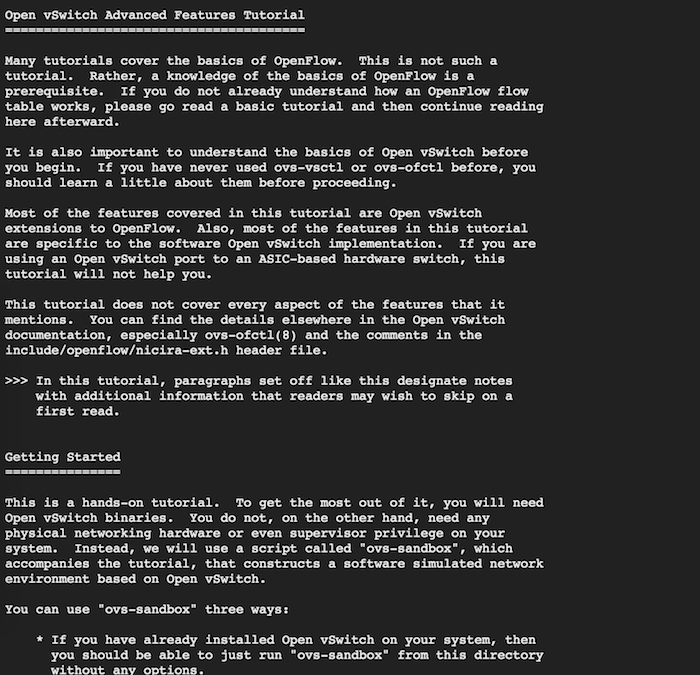 Open vSwitch Advanced Features Tutorial
=======================================
Many tutorials cover the basics of OpenFlow.  This is not such a
tutorial.  Rather, a knowledge of the basics of OpenFlow is a
prerequisite.  If you do not already understand how an OpenFlow flow
table works, please go read a basic tutorial and then continue reading
here afterward.
It is also important to understand the basics of Open vSwitch before
you begin.  If you have never used ovs-vsctl or ovs-ofctl before, you
should learn a little about them before proceeding.
Most of the features covered in this tutorial are Open vSwitch
extensions to OpenFlow.  Also, most of the features in this tutorial
are specific to the software Open vSwitch implementation.  If you are
using an Open vSwitch port to an ASIC-based hardware switch, this
tutorial will not help you.
This tutorial does not cover every aspect of the features that it
mentions.  You can find the details elsewhere in the Open vSwitch
documentation, especially ovs-ofctl(8) and the comments in the
include/openflow/nicira-ext.h header file.
>>> In this tutorial, paragraphs set off like this designate notes
    with additional information that readers may wish to skip on a
    first read.
Getting Started
===============
This is a hands-on tutorial.  To get the most out of it, you will need
Open vSwitch binaries.  You do not, on the other hand, need any
physical networking hardware or even supervisor privilege on your
system.  Instead, we will use a script called "ovs-sandbox", which
accompanies the tutorial, that constructs a software simulated network
environment based on Open vSwitch.
You can use "ovs-sandbox" three ways:
    * If you have already installed Open vSwitch on your system, then
      you should be able to just run "ovs-sandbox" from this directory
      without any options.